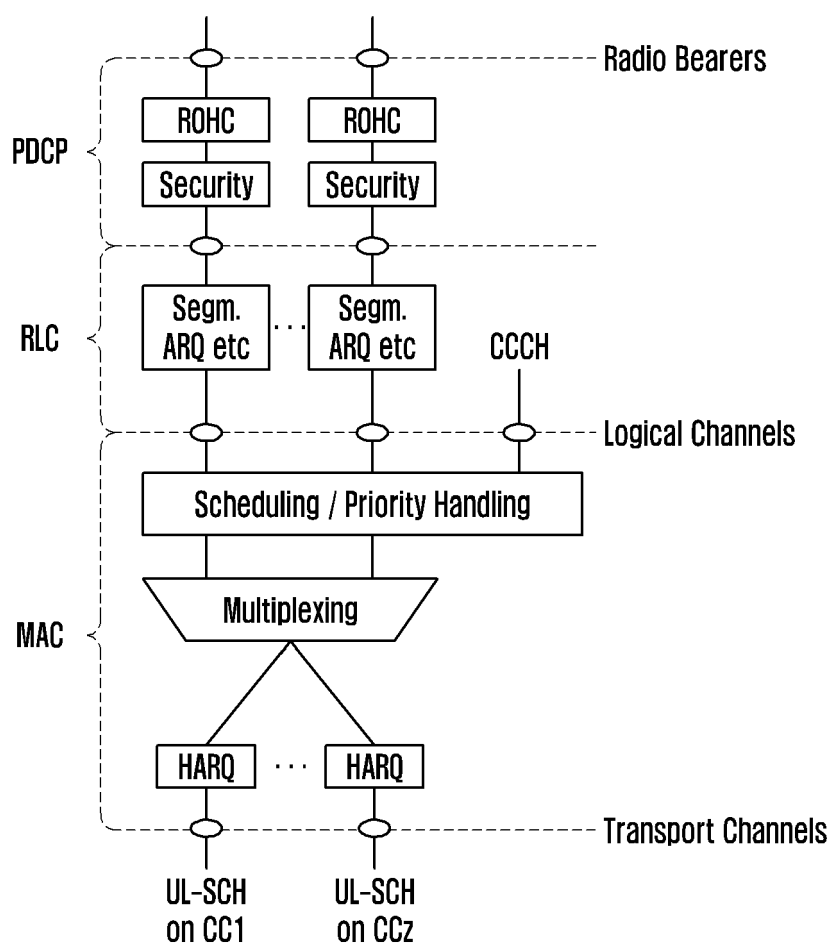 Radio Bearers
ROHC
ROHC
PDCP
Security
Security
Segm.
ARQ etc
...
Segm.
ARQ etc
RLC
CCCH
Logical Channels
Scheduling / Priority Handling
Multiplexing
MAC
HARQ
...
HARQ
Transport Channels
UL-SCH
on CC1
UL-SCH
on CCz